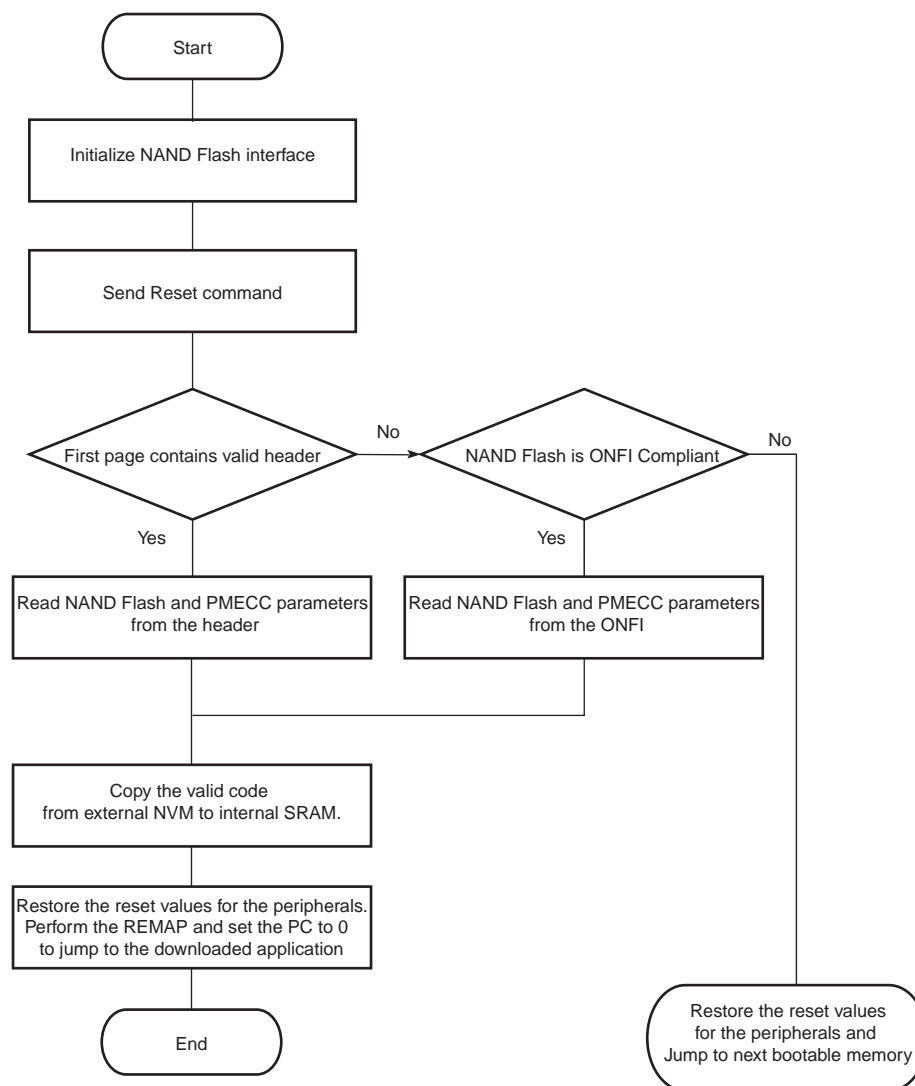 Start
Initialize NAND Flash interface
Send Reset command
First page contains valid header
No
NAND Flash is ONFI Compliant
No
Yes
Yes
Read NAND Flash and PMECC parameters
from the header
Read NAND Flash and PMECC parameters
from the ONFI
Copy the valid code
from external NVM to internal SRAM.
Restore the reset values for the peripherals.
Perform the REMAP and set the PC to 0
to jump to the downloaded application
End
Restore the reset values
for the peripherals and
Jump to next bootable memory